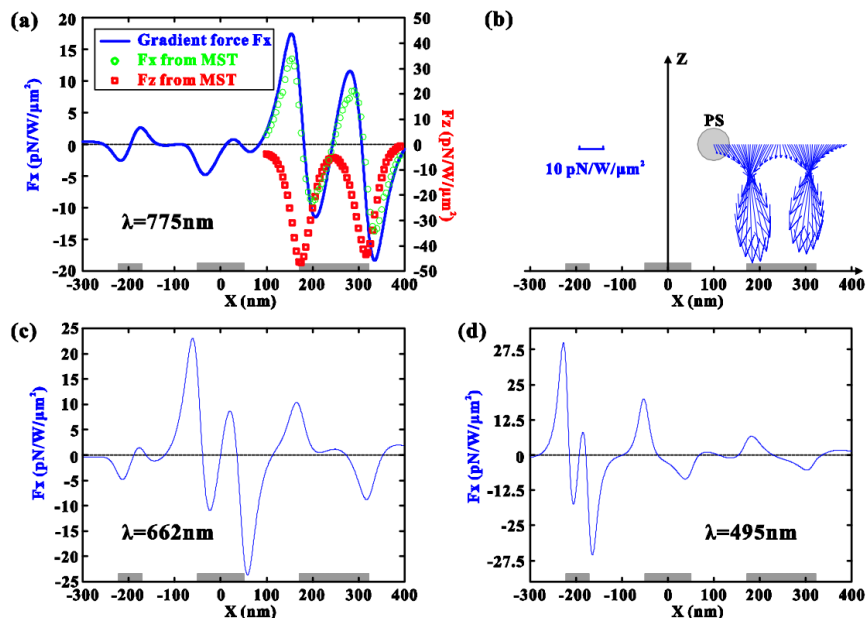 (a)
20
15
10
5
0
-5
-10
-15
-20
Fx (pN/W/μm²)
Gradient force Fx
Fx from MST
Fz from MST
λ=775nm
50
40
30
20
10
0
-10
-20
-30
-40
-50
Fz (pN/W/μm²)
-300 -200 -100 0 100 200 300 400
X (nm)
(b)
Z
PS
10 pN/W/μm²
-300 -200 -100 0 100 200 300 400
X (nm)
(c)
25
20
15
10
5
0
-5
-10
-15
-20
-25
Fx (pN/W/μm²)
λ=662nm
-300 -200 -100 0 100 200 300 400
X (nm)
(d)
27.5
25
12.5
0
-12.5
-25
-27.5
Fx (pN/W/μm²)
λ=495nm
-300 -200 -100 0 100 200 300 400
X (nm)